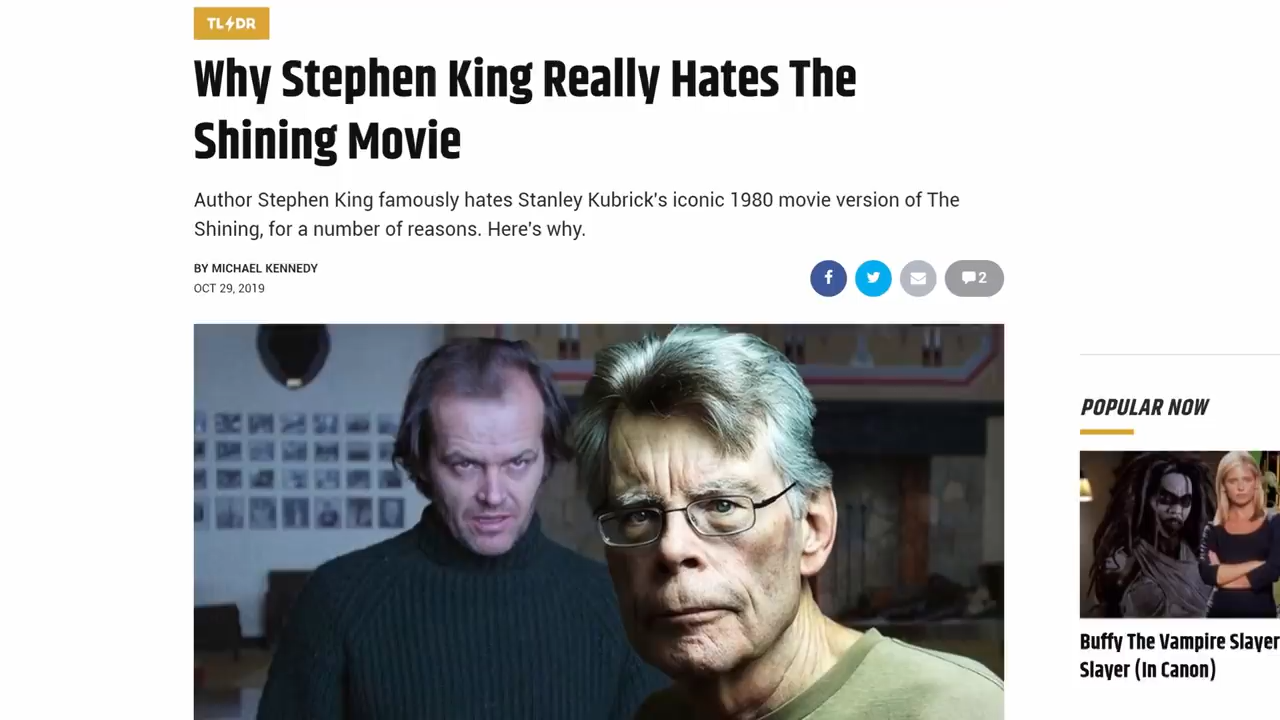 TL DR
Why Stephen King Really Hates The
Shining Movie
Author Stephen King famously hates Stanley Kubrick's iconic 1980 movie version of The
Shining, for a number of reasons. Here's why.
BY MICHAEL KENNEDY
OCT 29, 2019
2
POPULAR NOW
Buffy The Vampire Slayer
Slayer (In Canon)